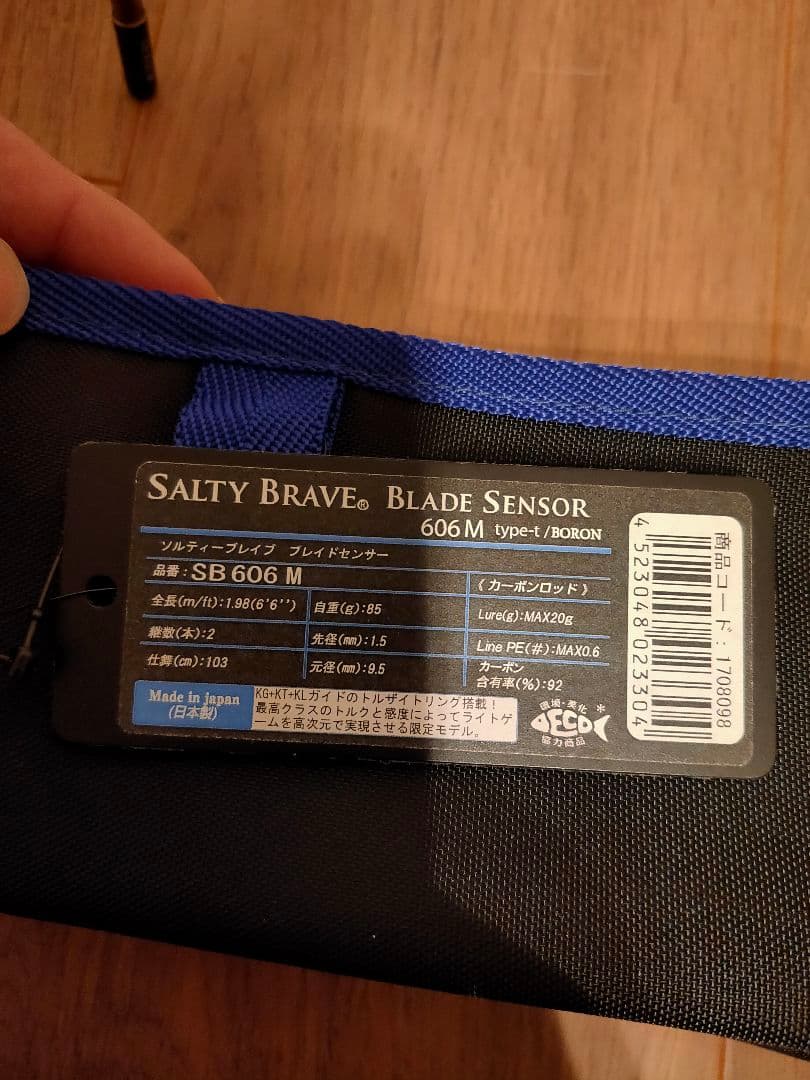 SALTY BRAVE® BLADE SENSOR
606 M type-t /BORON
ソルティーブレイブ ブレイドセンサー
品番:SB606 M
《 カーボンロッド 》
全長(m/ft):1.98(6'6'')
自重(g):85
Lure(g):MAX20g
継数(本):2
先径(mm):1.5
Line PE(#):MAX0.6
仕舞(cm):103
元径(mm):9.5
カーボン
含有率(%):92
Made in japan
(日本製)
KG+KT+KLガイドのトルザイトリング搭載!
最高クラスのトルクと感度によってライトゲ
ームを高次元で実現させる限定モデル。
環境・美化
DECO
協力商品
商品コード:1708098
4 523048 023304